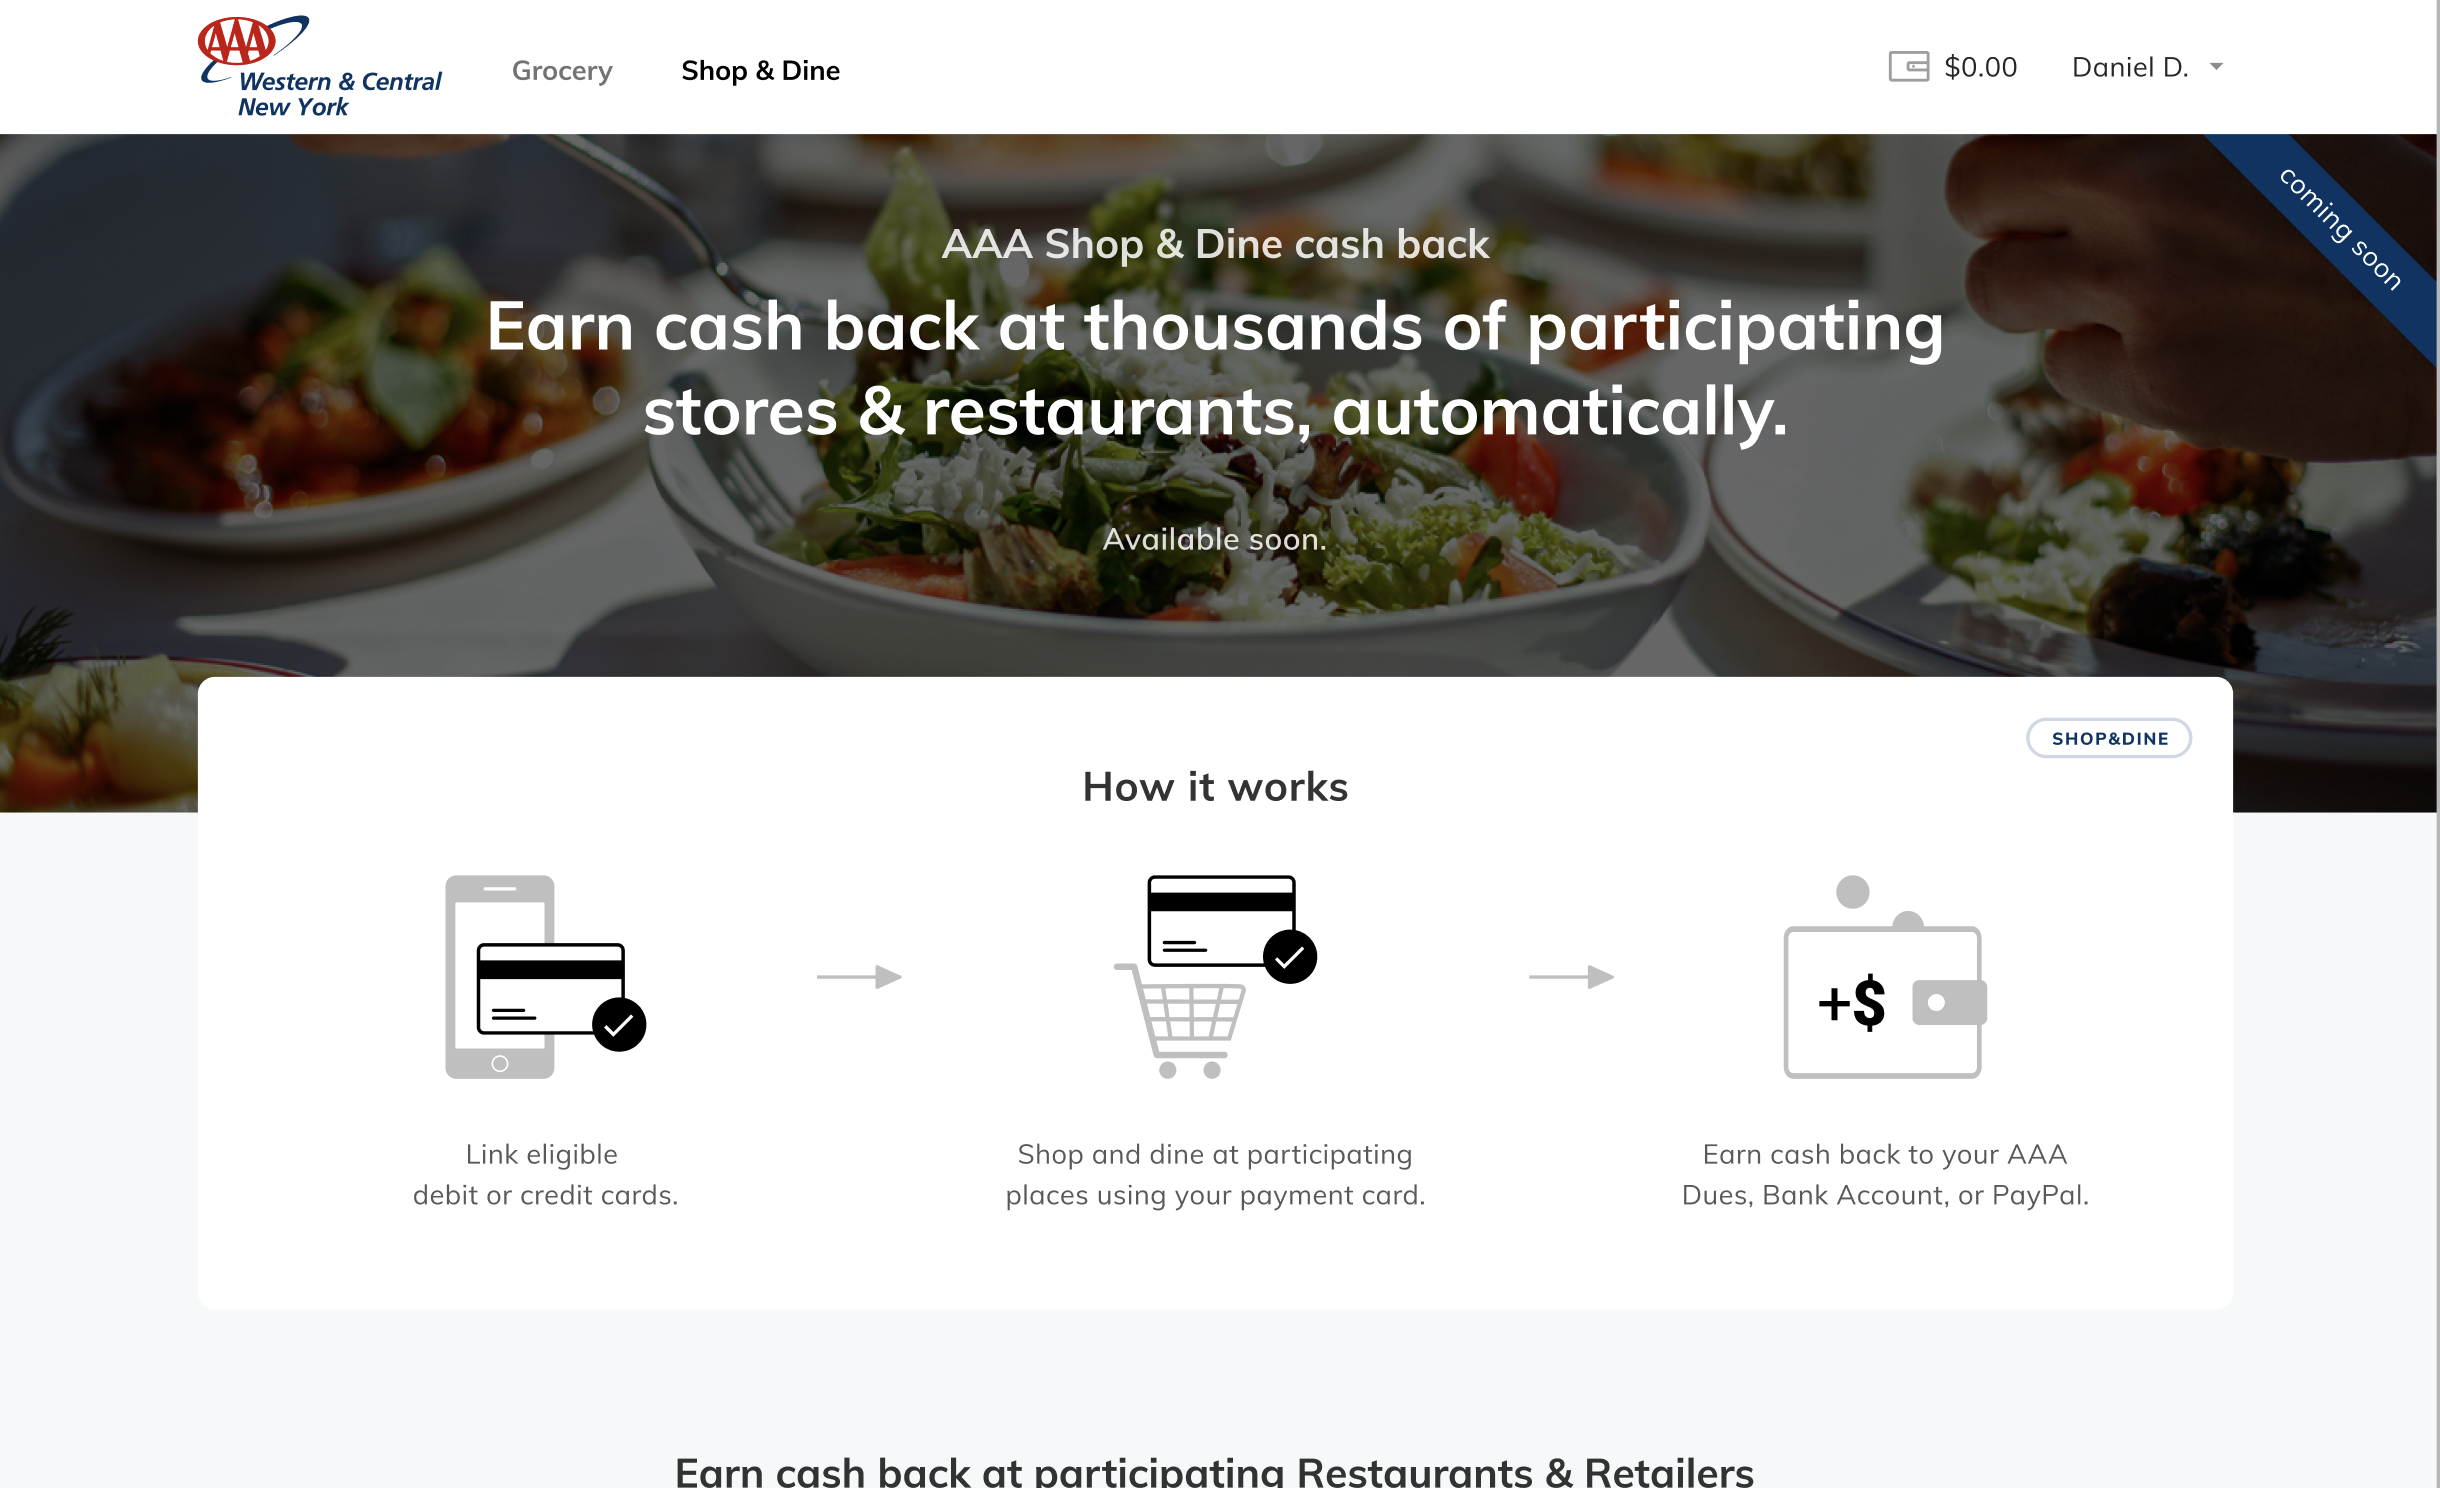 AAA
Western & Central
New York
Grocery
Shop & Dine
$0.00
Daniel D.
coming soon
AAA Shop & Dine cash back
Earn cash back at thousands of participating
stores & restaurants, automatically.
Available soon.
SHOP&DINE
How it works
+$
Link eligible
debit or credit cards.
Shop and dine at participating
places using your payment card.
Earn cash back to your AAA
Dues, Bank Account, or PayPal.
Earn cash back at participating Restaurants & Retailers